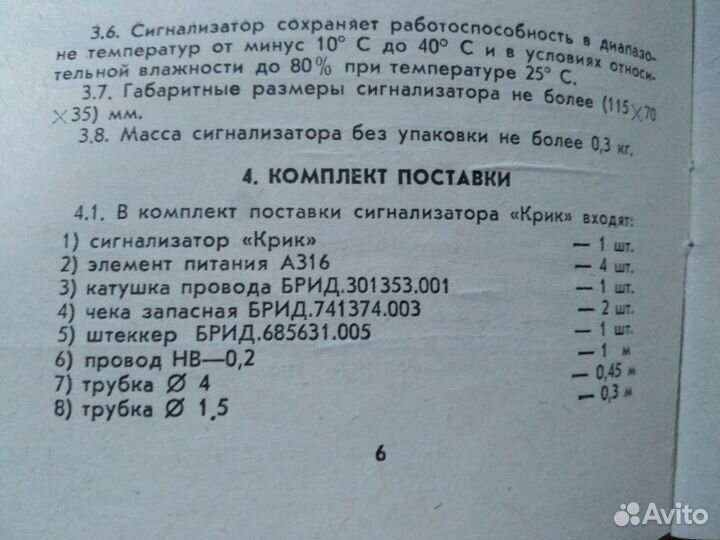 3.6. Сигнализатор сохраняет работоспособность в диапазо-
не температур от минус 10° С до 40° С и в условиях относи-
тельной влажности до 80% при температуре 25° С.
3.7. Габаритные размеры сигнализатора не более (115×70
×35) мм.
3.8. Масса сигнализатора без упаковки не более 0,3 кг.
4. КОМПЛЕКТ ПОСТАВКИ
4.1. В комплект поставки сигнализатора «Крик» входят:
1) сигнализатор «Крик» — 1 шт.
2) элемент питания А316 — 4 шт.
3) катушка провода БРИД.301353.001 — 1 шт.
4) чека запасная БРИД.741374.003 — 2 шт.
5) штеккер БРИД.685631.005 — 1 шт.
6) провод НВ—0,2 — 1 м
7) трубка Ø 4 — 0,45 м
8) трубка Ø 1,5 — 0,3 м
6
Avito